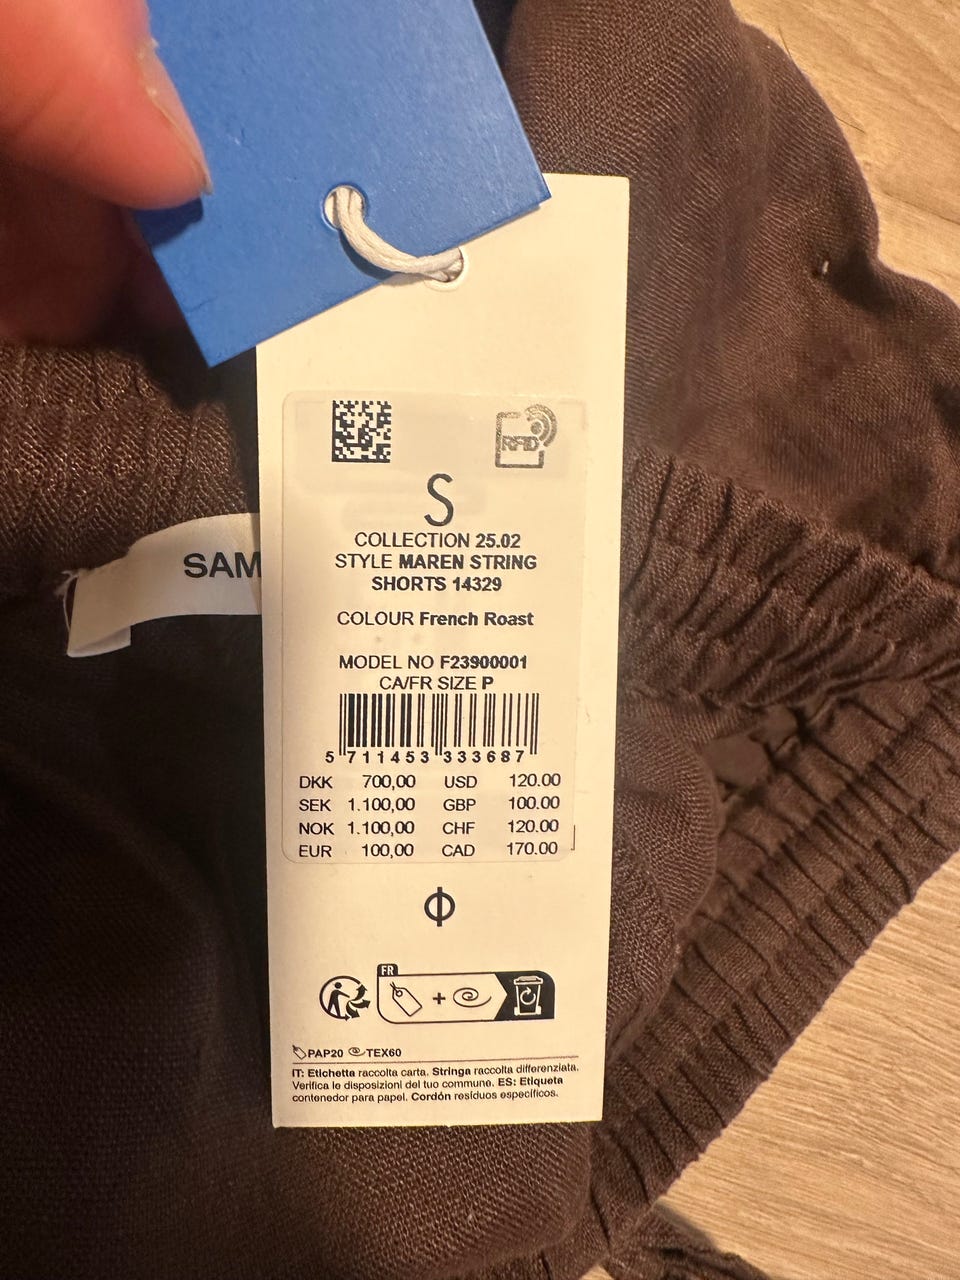 RFID
S
COLLECTION 25.02
STYLE MAREN STRING
SHORTS 14329
COLOUR French Roast
MODEL NO F23900001
CA/FR SIZE P
5 711453 333687
DKK 700,00 USD 120.00
SEK 1.100,00 GBP 100.00
NOK 1.100,00 CHF 120.00
EUR 100,00 CAD 170.00
SAM
FR
+
PAP20 TEX60
IT: Etichetta raccolta carta. Stringa raccolta differenziata.
Verifica le disposizioni del tuo commune. ES: Etiqueta
contenedor para papel. Cordón residuos específicos.